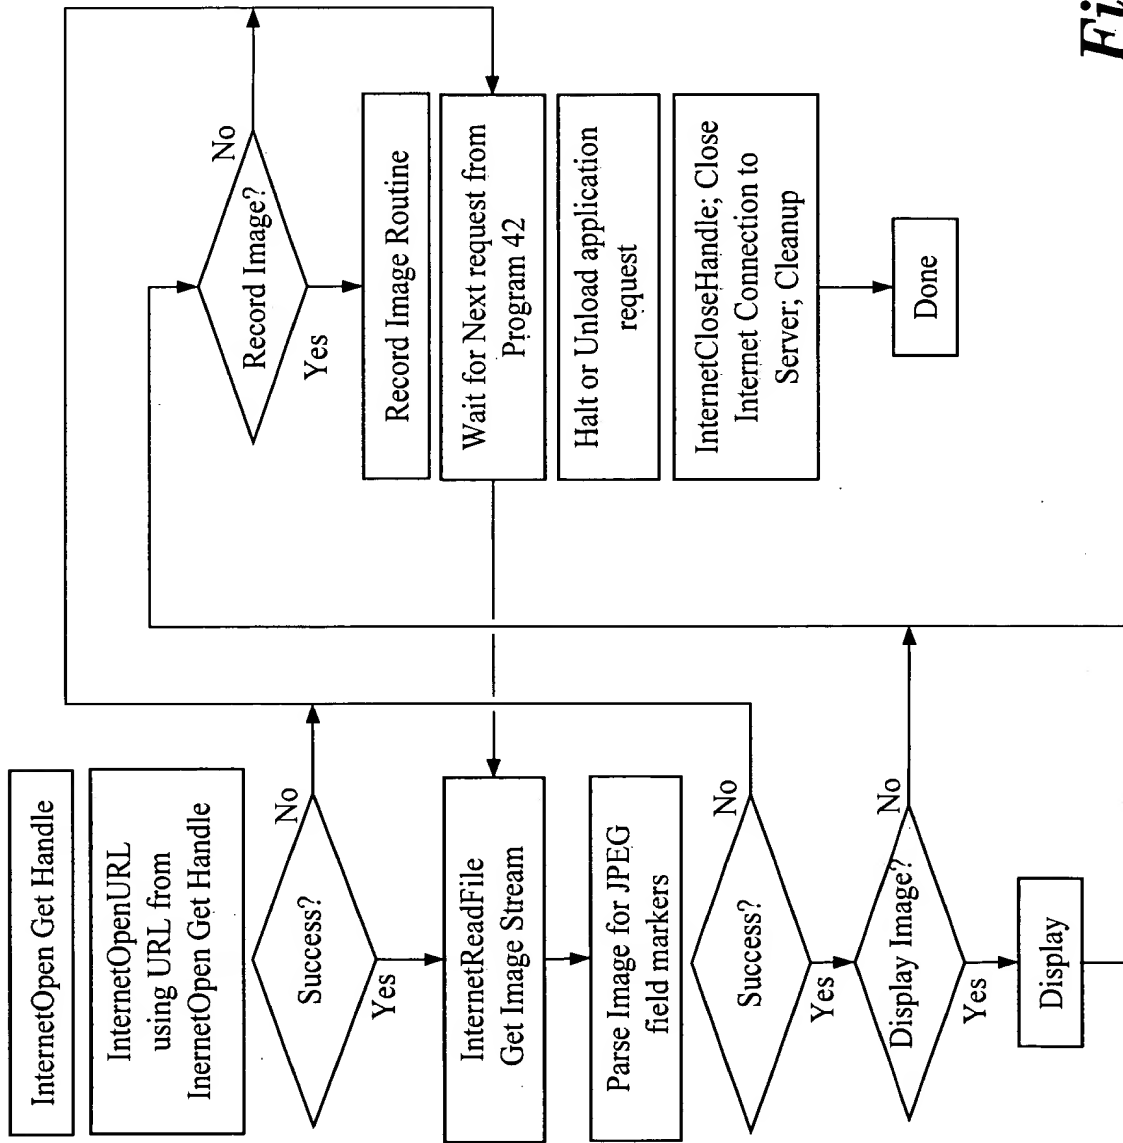 InternetOpen Get Handle
InternetOpenURL
using URL from
InernetOpen Get Handle
Success?
No
Yes
InternetReadFile
Get Image Stream
Parse Image for JPEG
field markers
Success?
No
Yes
Display Image?
No
Yes
Display
Record Image?
No
Yes
Record Image Routine
Wait for Next request from
Program 42
Halt or Unload application
request
InternetCloseHandle; Close
Internet Connection to
Server; Cleanup
Done